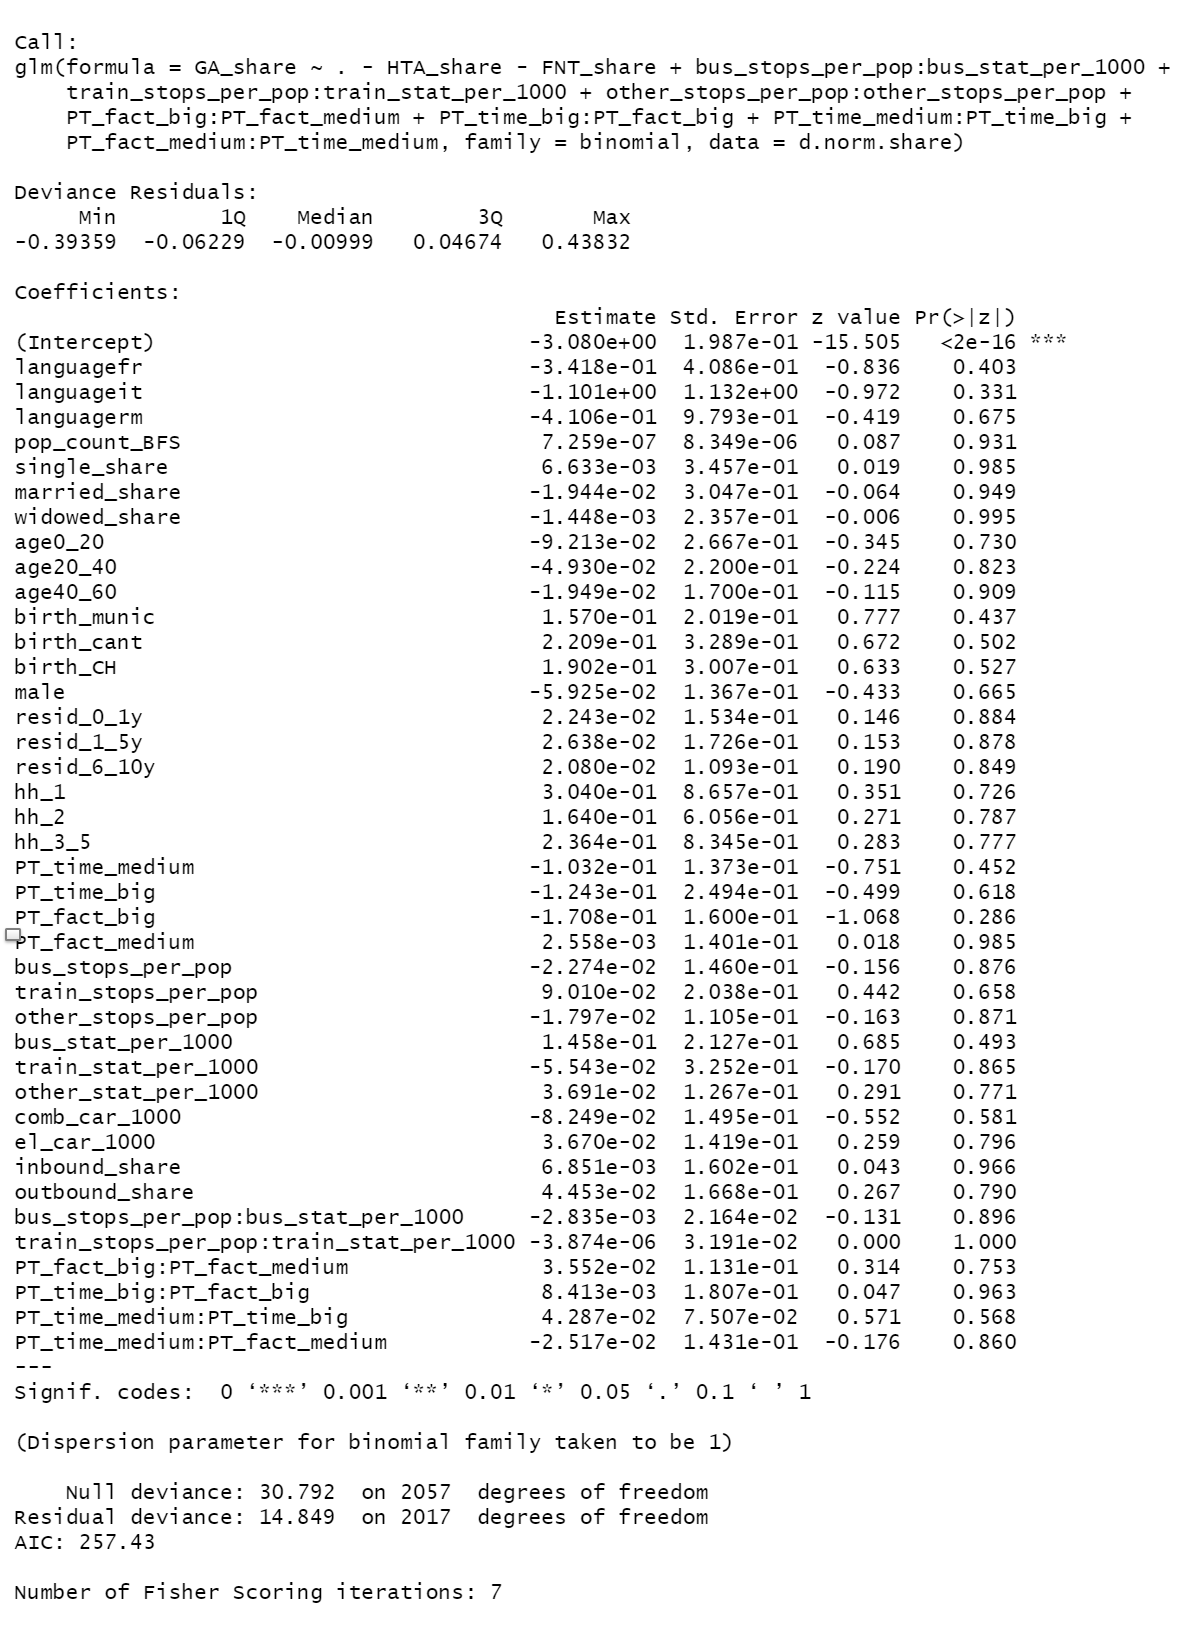 Call:
glm(formula = GA_share ~ . - HTA_share - FNT_share + bus_stops_per_pop:bus_stat_per_1000 +
    train_stops_per_pop:train_stat_per_1000 + other_stops_per_pop:other_stops_per_pop +
    PT_fact_big:PT_fact_medium + PT_time_big:PT_fact_big + PT_time_medium:PT_time_big +
    PT_fact_medium:PT_time_medium, family = binomial, data = d.norm.share)

Deviance Residuals:
     Min        1Q    Median        3Q       Max
-0.39359  -0.06229  -0.00999   0.04674   0.43832

Coefficients:
                                          Estimate Std. Error z value Pr(>|z|)
(Intercept)                             -3.080e+00  1.987e-01 -15.505   <2e-16 ***
languagefr                              -3.418e-01  4.086e-01  -0.836    0.403
languageit                              -1.101e+00  1.132e+00  -0.972    0.331
languagerm                              -4.106e-01  9.793e-01  -0.419    0.675
pop_count_BFS                            7.259e-07  8.349e-06   0.087    0.931
single_share                             6.633e-03  3.457e-01   0.019    0.985
married_share                           -1.944e-02  3.047e-01  -0.064    0.949
widowed_share                           -1.448e-03  2.357e-01  -0.006    0.995
age0_20                                 -9.213e-02  2.667e-01  -0.345    0.730
age20_40                                -4.930e-02  2.200e-01  -0.224    0.823
age40_60                                -1.949e-02  1.700e-01  -0.115    0.909
birth_munic                              1.570e-01  2.019e-01   0.777    0.437
birth_cant                               2.209e-01  3.289e-01   0.672    0.502
birth_CH                                 1.902e-01  3.007e-01   0.633    0.527
male                                    -5.925e-02  1.367e-01  -0.433    0.665
resid_0_1y                               2.243e-02  1.534e-01   0.146    0.884
resid_1_5y                               2.638e-02  1.726e-01   0.153    0.878
resid_6_10y                              2.080e-02  1.093e-01   0.190    0.849
hh_1                                     3.040e-01  8.657e-01   0.351    0.726
hh_2                                     1.640e-01  6.056e-01   0.271    0.787
hh_3_5                                   2.364e-01  8.345e-01   0.283    0.777
PT_time_medium                          -1.032e-01  1.373e-01  -0.751    0.452
PT_time_big                             -1.243e-01  2.494e-01  -0.499    0.618
PT_fact_big                             -1.708e-01  1.600e-01  -1.068    0.286
PT_fact_medium                           2.558e-03  1.401e-01   0.018    0.985
bus_stops_per_pop                       -2.274e-02  1.460e-01  -0.156    0.876
train_stops_per_pop                      9.010e-02  2.038e-01   0.442    0.658
other_stops_per_pop                     -1.797e-02  1.105e-01  -0.163    0.871
bus_stat_per_1000                        1.458e-01  2.127e-01   0.685    0.493
train_stat_per_1000                     -5.543e-02  3.252e-01  -0.170    0.865
other_stat_per_1000                      3.691e-02  1.267e-01   0.291    0.771
comb_car_1000                           -8.249e-02  1.495e-01  -0.552    0.581
el_car_1000                              3.670e-02  1.419e-01   0.259    0.796
inbound_share                            6.851e-03  1.602e-01   0.043    0.966
outbound_share                           4.453e-02  1.668e-01   0.267    0.790
bus_stops_per_pop:bus_stat_per_1000     -2.835e-03  2.164e-02  -0.131    0.896
train_stops_per_pop:train_stat_per_1000 -3.874e-06  3.191e-02   0.000    1.000
PT_fact_big:PT_fact_medium               3.552e-02  1.131e-01   0.314    0.753
PT_time_big:PT_fact_big                  8.413e-03  1.807e-01   0.047    0.963
PT_time_medium:PT_time_big               4.287e-02  7.507e-02   0.571    0.568
PT_time_medium:PT_fact_medium           -2.517e-02  1.431e-01  -0.176    0.860
---
Signif. codes:  0 ‘***’ 0.001 ‘**’ 0.01 ‘*’ 0.05 ‘.’ 0.1 ‘ ’ 1

(Dispersion parameter for binomial family taken to be 1)

    Null deviance: 30.792  on 2057  degrees of freedom
Residual deviance: 14.849  on 2017  degrees of freedom
AIC: 257.43

Number of Fisher Scoring iterations: 7